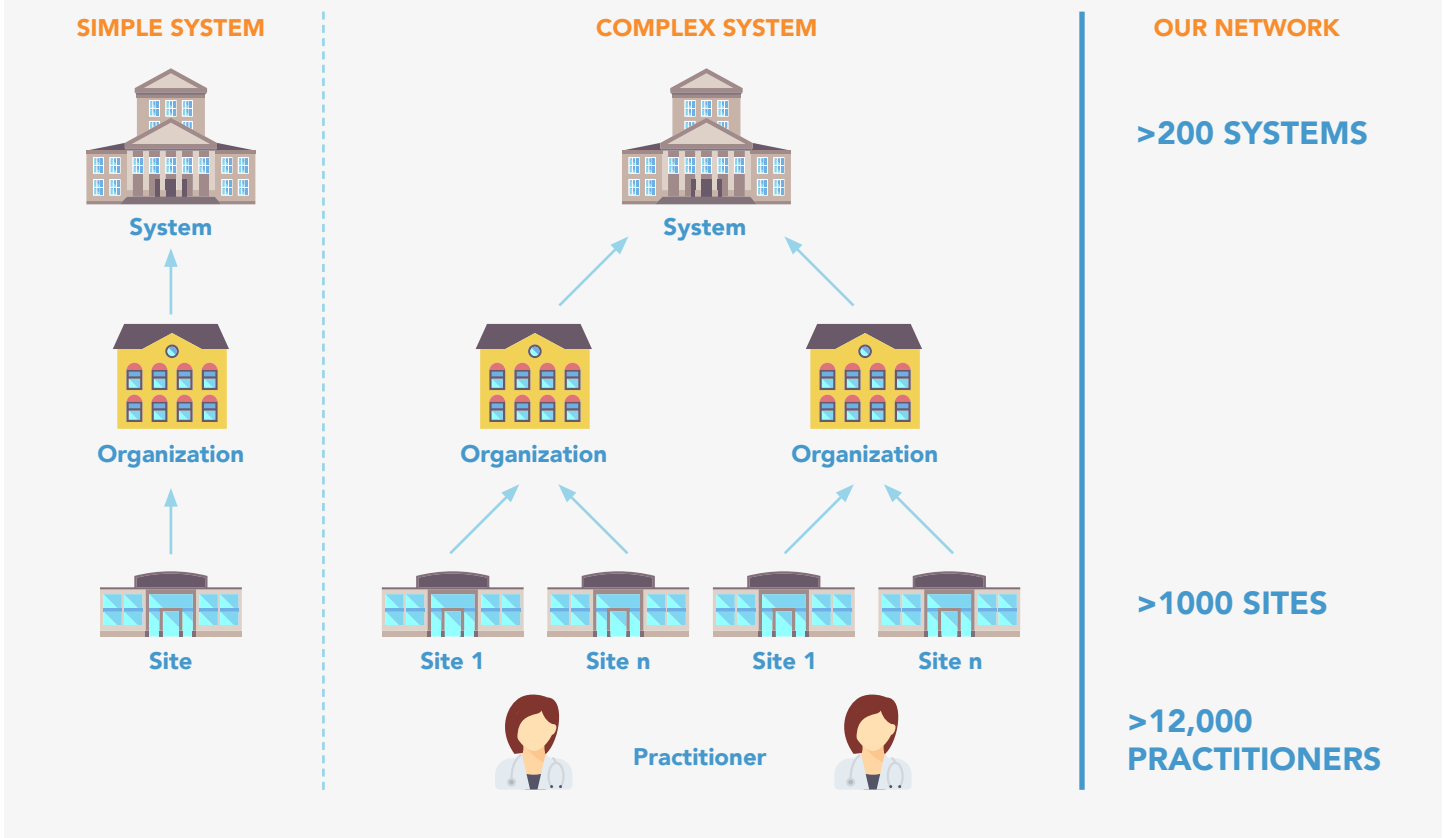 SIMPLE SYSTEM
COMPLEX SYSTEM
OUR NETWORK
System
System
>200 SYSTEMS
Organization
Organization
Organization
Site
Site 1
Site n
Site 1
Site n
>1000 SITES
Practitioner
>12,000
PRACTITIONERS